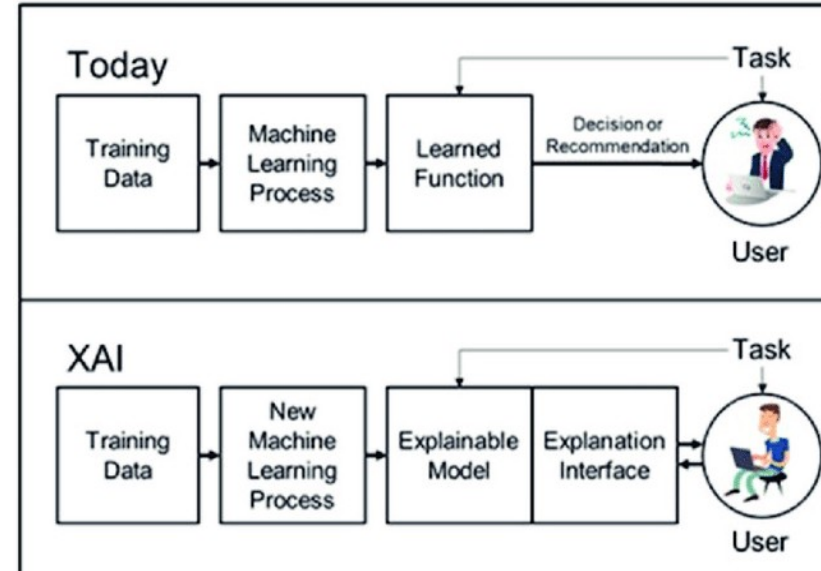 Today
Task
Training
Data
Machine
Learning
Process
Learned
Function
Decision or
Recommendation
User
XAI
Task
Training
Data
New
Machine
Learning
Process
Explainable
Model
Explanation
Interface
User